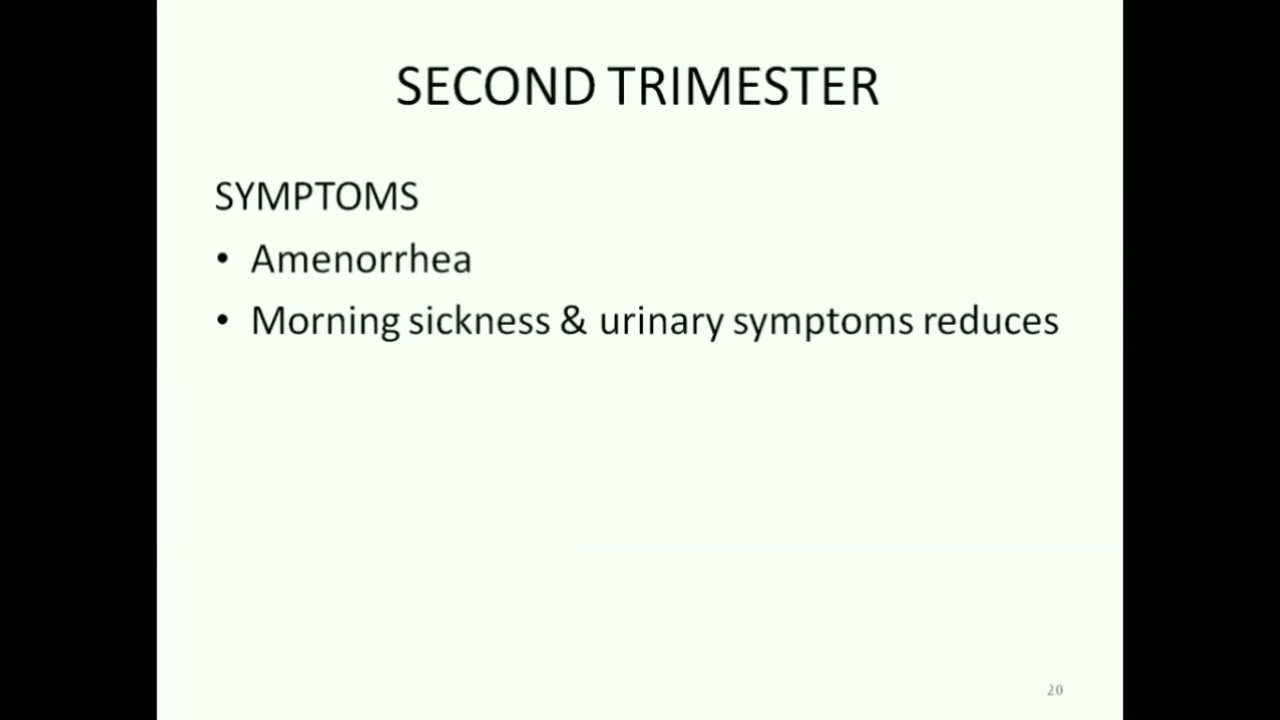 SECOND TRIMESTER
SYMPTOMS
• Amenorrhea
• Morning sickness & urinary symptoms reduces
20